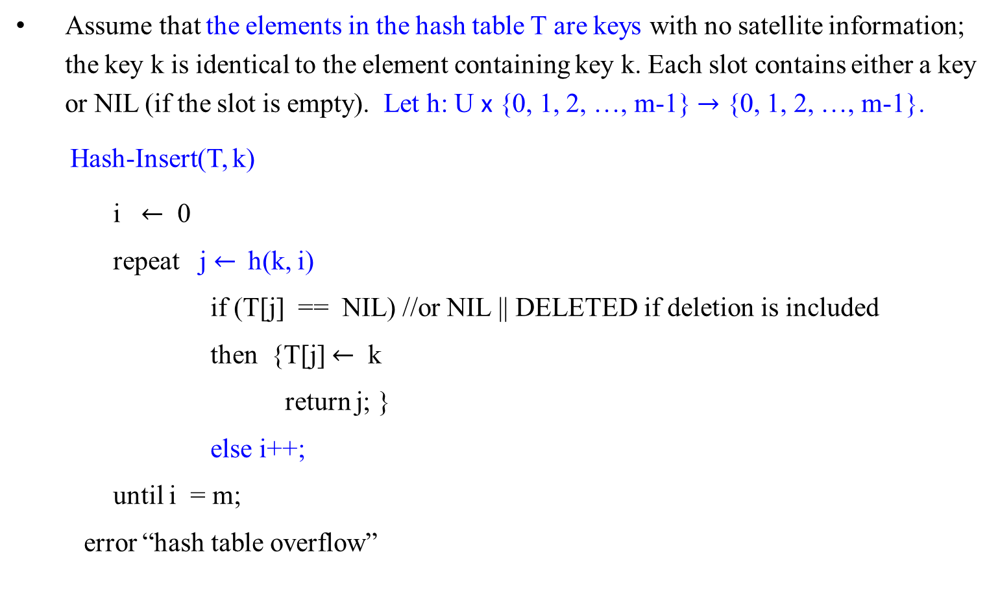 • Assume that the elements in the hash table T are keys with no satellite information;
the key k is identical to the element containing key k. Each slot contains either a key
or NIL (if the slot is empty). Let h: U x {0, 1, 2, …, m-1} → {0, 1, 2, …, m-1}.
Hash-Insert(T, k)
i ← 0
repeat j ← h(k, i)
if (T[j] == NIL) //or NIL || DELETED if deletion is included
then {T[j] ← k
return j; }
else i++;
until i = m;
error “hash table overflow”